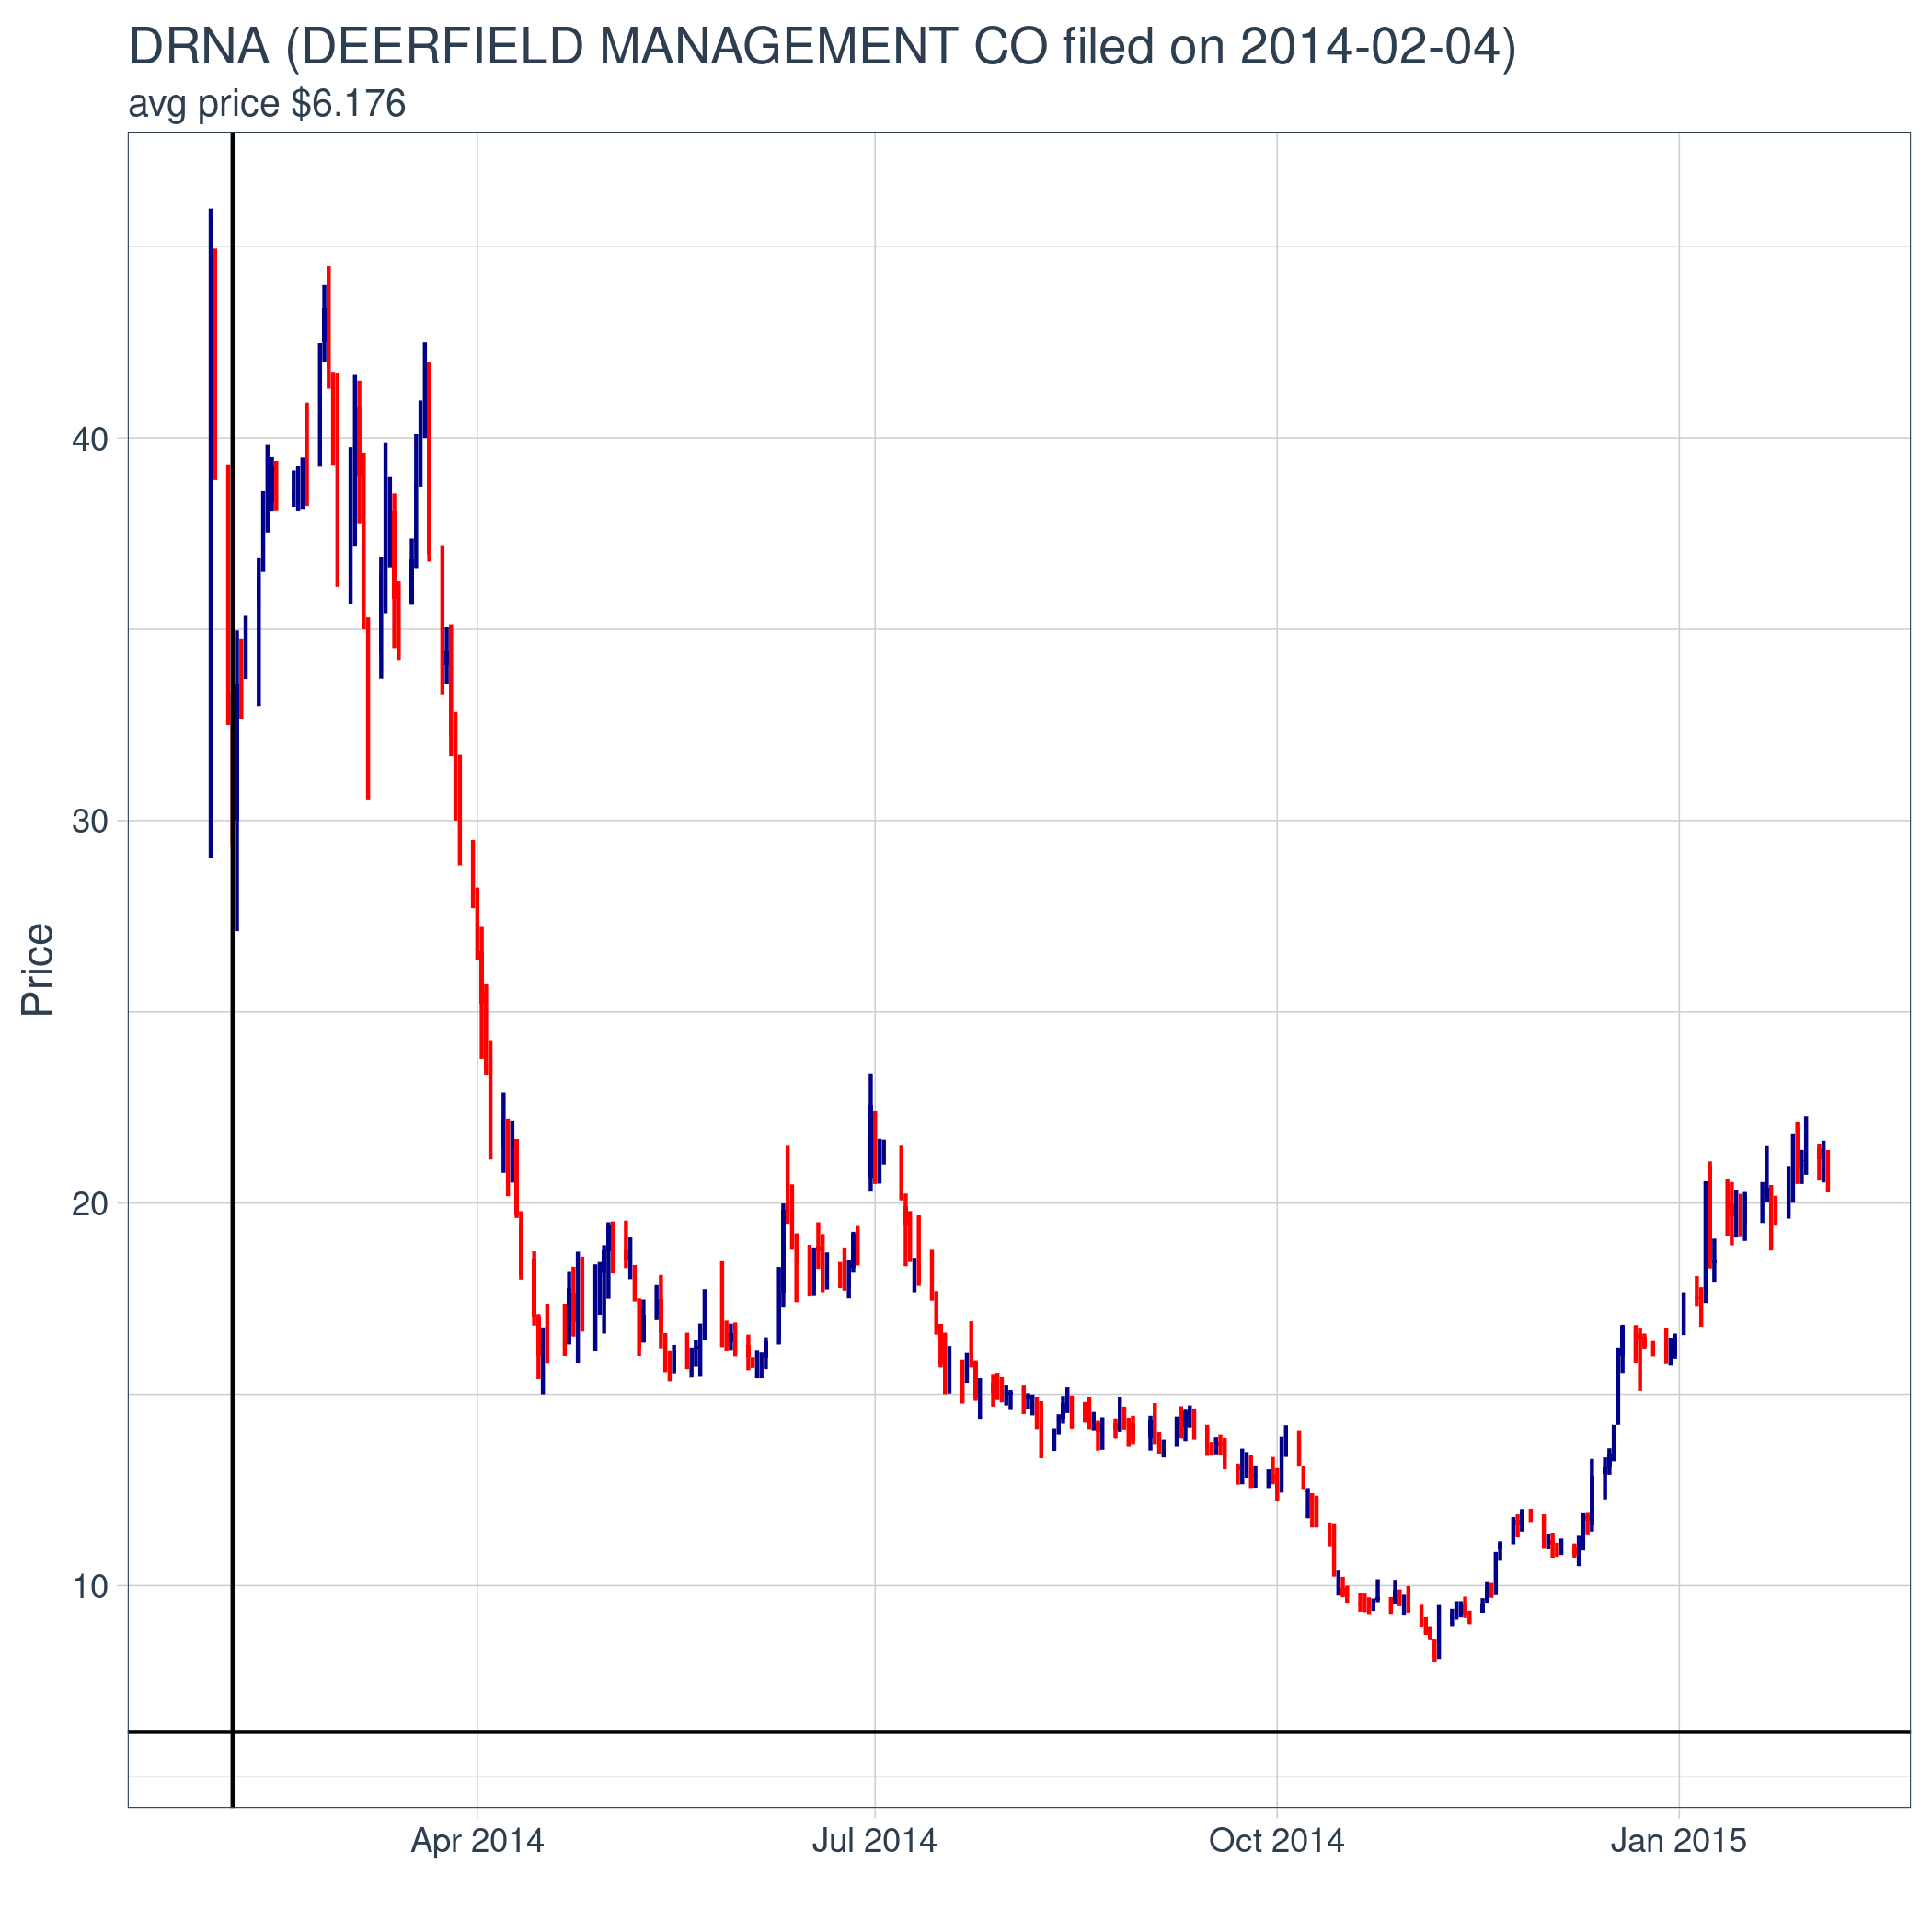 DRNA (DEERFIELD MANAGEMENT CO filed on 2014-02-04)
avg price $6.176
Price
40
30
20
10
Apr 2014
Jul 2014
Oct 2014
Jan 2015